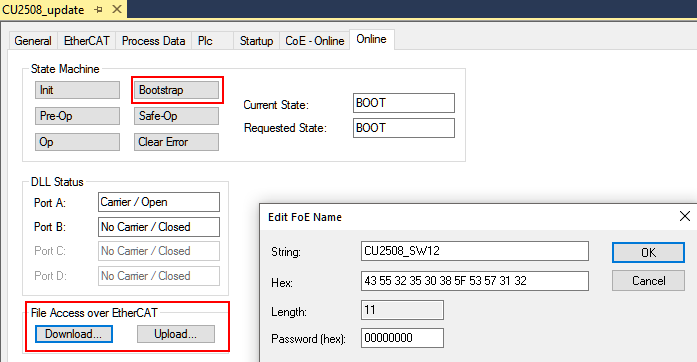 CU2508_update
General EtherCAT Process Data Plc Startup CoE - Online Online
State Machine
Init Bootstrap
Pre-Op Safe-Op
Op Clear Error
Current State: BOOT
Requested State: BOOT
DLL Status
Port A: Carrier / Open
Port B: No Carrier / Closed
Port C: No Carrier / Closed
Port D: No Carrier / Closed
File Access over EtherCAT
Download... Upload...
Edit FoE Name
String: CU2508_SW12 OK
Hex: 43 55 32 35 30 38 5F 53 57 31 32 Cancel
Length: 11
Password (hex): 00000000